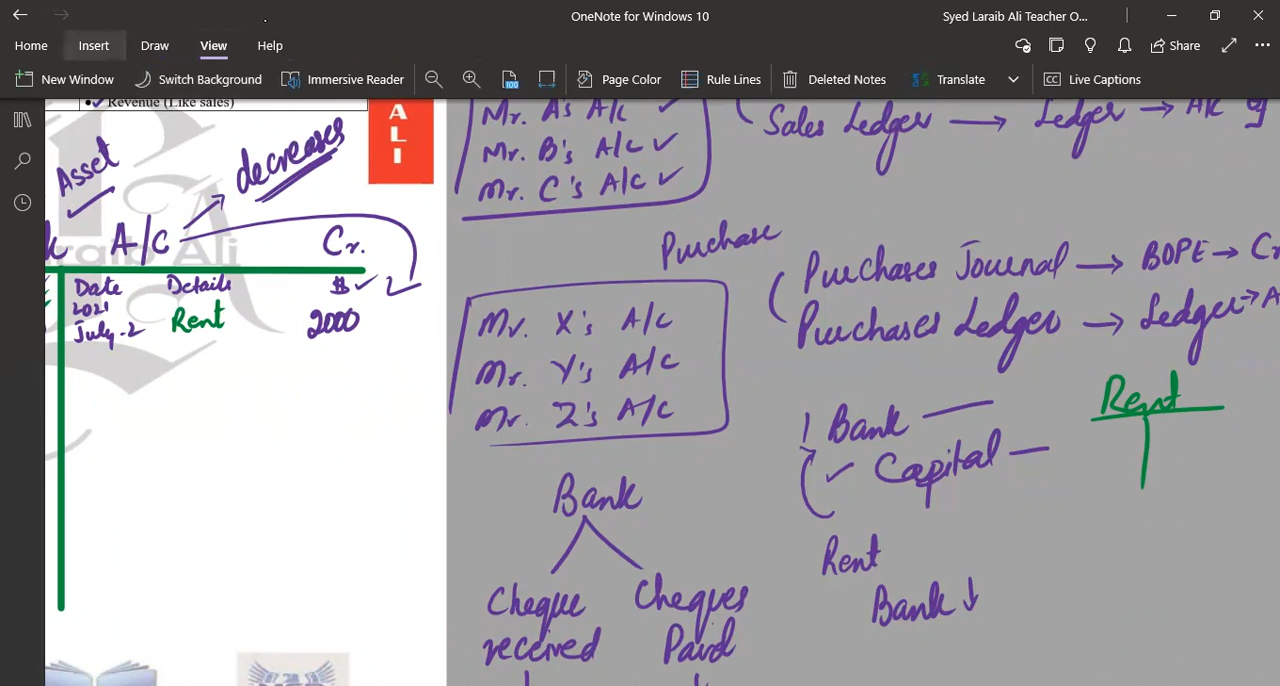 OneNote for Windows 10
Syed Laraib Ali Teacher O...
Home Insert Draw View Help
Share
New Window Switch Background Immersive Reader Page Color Rule Lines Deleted Notes Translate Live Captions
Revenue (Like sales)
A
L
I
Asset
decreases
A/C Cr.
Laraib Ali
Date Details $
2021
July-2 Rent 2000
Mr. A's A/c
Mr. B's A/c
Mr. C's A/c
Sales Ledger → Ledger → A/c
Purchase
Purchases Journal → BOPE → Cr
Purchases Ledger → Ledger → A
Mr. X's A/c
Mr. Y's A/c
Mr. Z's A/c
Bank
Capital
Rent
Bank
Cheque received
Cheques Paid
Rent
Bank ↓